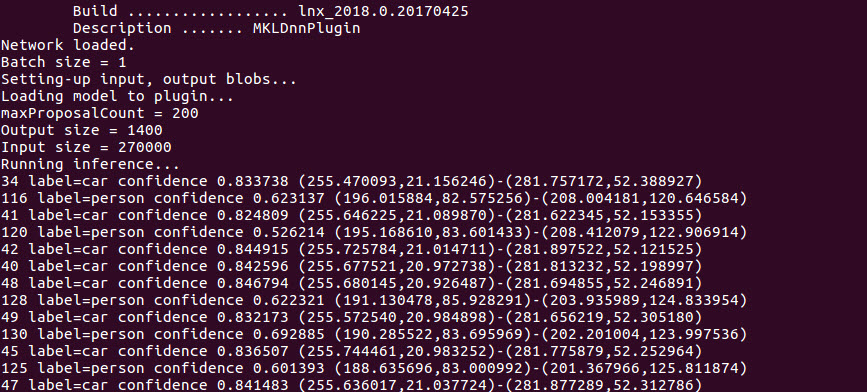 Build .................. lnx_2018.0.20170425
Description ....... MKLDnnPlugin
Network loaded.
Batch size = 1
Setting-up input, output blobs...
Loading model to plugin...
maxProposalCount = 200
Output size = 1400
Input size = 270000
Running inference...
34 label=car confidence 0.833738 (255.470093,21.156246)-(281.757172,52.388927)
116 label=person confidence 0.623137 (196.015884,82.575256)-(208.004181,120.646584)
41 label=car confidence 0.824809 (255.646225,21.089870)-(281.622345,52.153355)
120 label=person confidence 0.526214 (195.168610,83.601433)-(208.412079,122.906914)
42 label=car confidence 0.844915 (255.725784,21.014711)-(281.897522,52.121525)
40 label=car confidence 0.842596 (255.677521,20.972738)-(281.813232,52.198997)
48 label=car confidence 0.846794 (255.680145,20.926487)-(281.694855,52.246891)
128 label=person confidence 0.622321 (191.130478,85.928291)-(203.935989,124.833954)
49 label=car confidence 0.832173 (255.572540,20.984898)-(281.656219,52.305180)
130 label=person confidence 0.692885 (190.285522,83.695969)-(202.201004,123.997536)
45 label=car confidence 0.836507 (255.744461,20.983252)-(281.775879,52.252964)
125 label=person confidence 0.601393 (188.635696,83.000992)-(201.367966,125.811874)
47 label=car confidence 0.841483 (255.636017,21.037724)-(281.877289,52.312786)